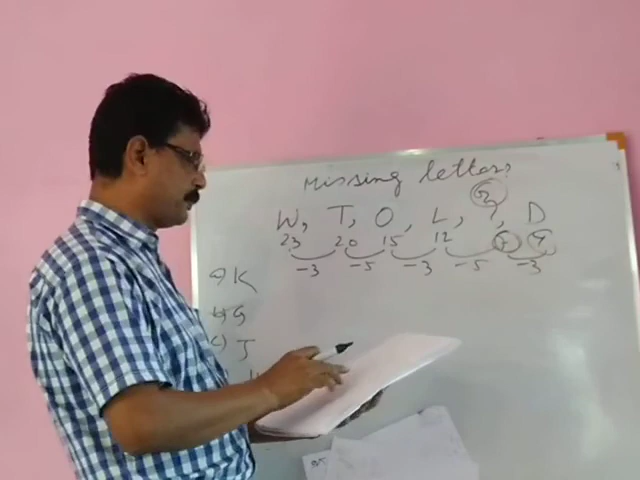 Missing letters
G
W, T, O, L, ?, D
23 20 15 12 7 4
-3 -5 -3 -5 -3
a) K
b) G
c) J